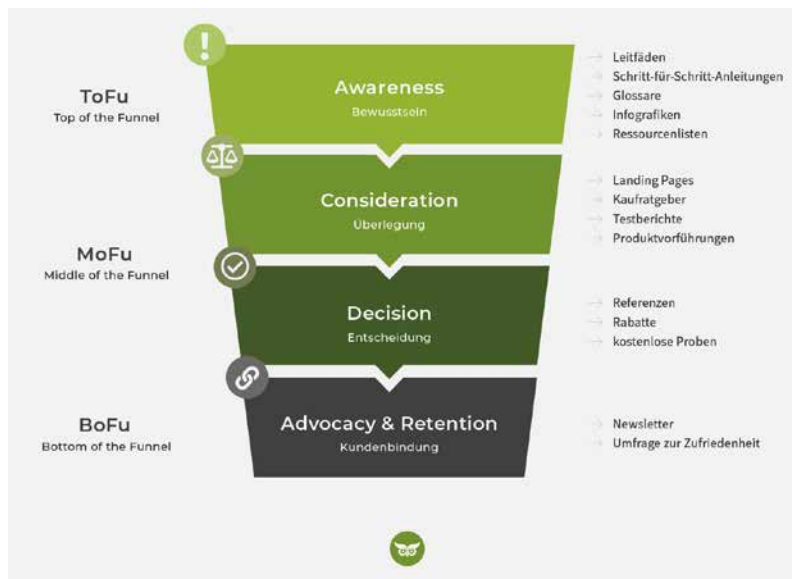 ToFu
Top of the Funnel
Awareness
Bewusstsein
Leitfäden
Schritt-für-Schritt-Anleitungen
Glossare
Infografiken
Ressourcenlisten
Consideration
Überlegung
Landing Pages
Kaufratgeber
Testberichte
Produktvorführungen
MoFu
Middle of the Funnel
Decision
Entscheidung
Referenzen
Rabatte
kostenlose Proben
BoFu
Bottom of the Funnel
Advocacy & Retention
Kundenbindung
Newsletter
Umfrage zur Zufriedenheit